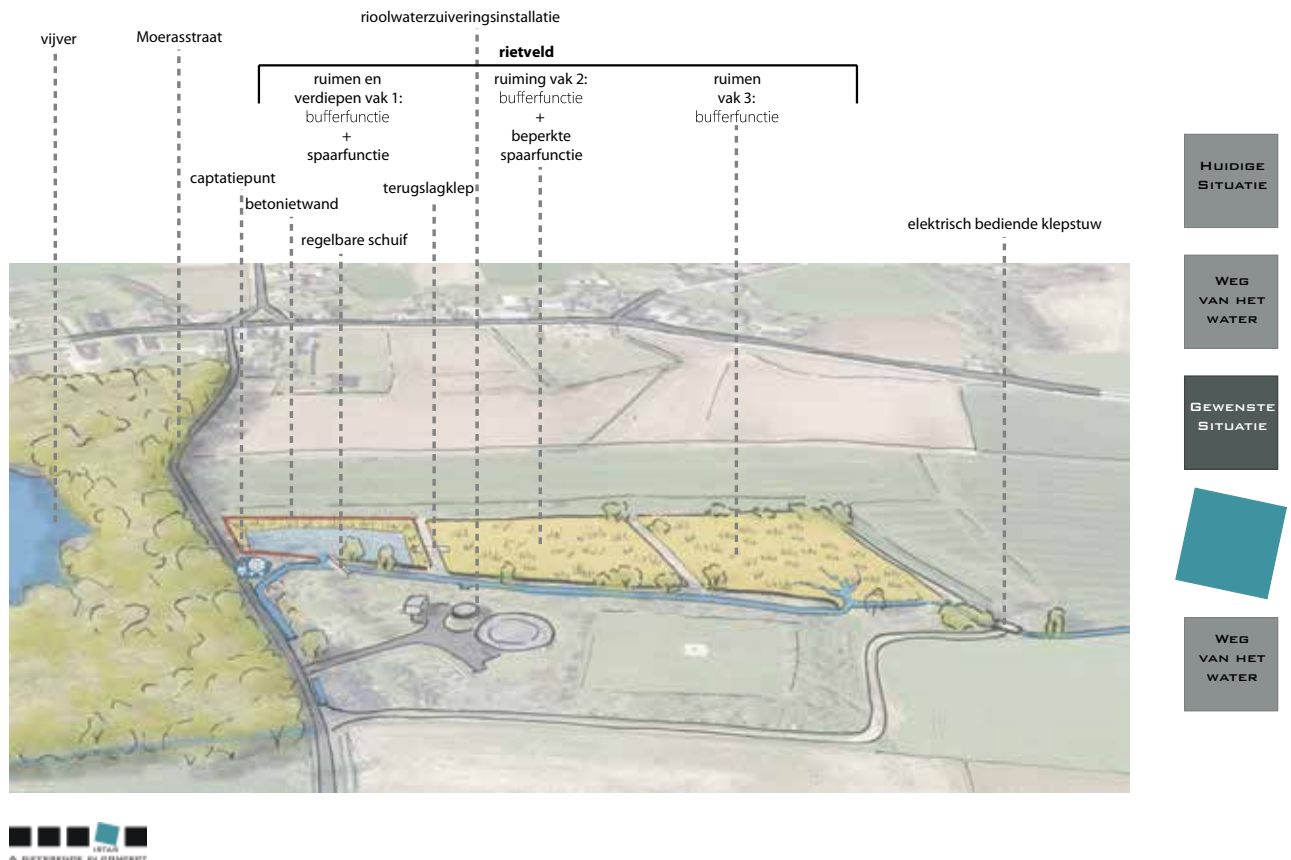 rioolwaterzuiveringsinstallatie
vijver
Moerasstraat
rietveld
ruimen en
verdiepen vak 1:
bufferfunctie
+
spaarfunctie
ruiming vak 2:
bufferfunctie
+
beperkte
spaarfunctie
ruimen
vak 3:
bufferfunctie
captatiepunt
betonietwand
regelbare schuif
terugslagklep
elektrisch bediende klepstuw
Huidige
Situatie
Weg
van het
water
Gewenste
Situatie
Weg
van het
water